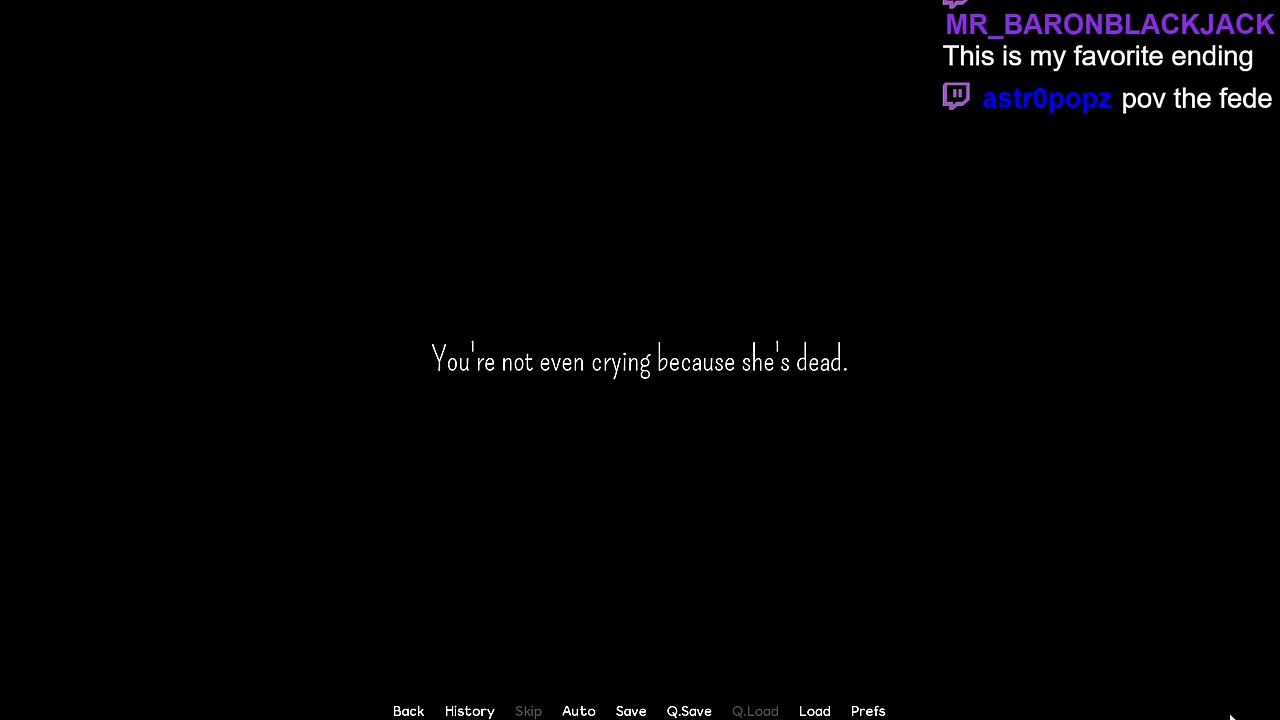 MR_BARONBLACKJACK
This is my favorite ending
astr0popz pov the fede
You're not even crying because she's dead.
Back History Skip Auto Save Q.Save Q.Load Load Prefs